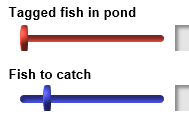 Tagged fish in pond
Fish to catch